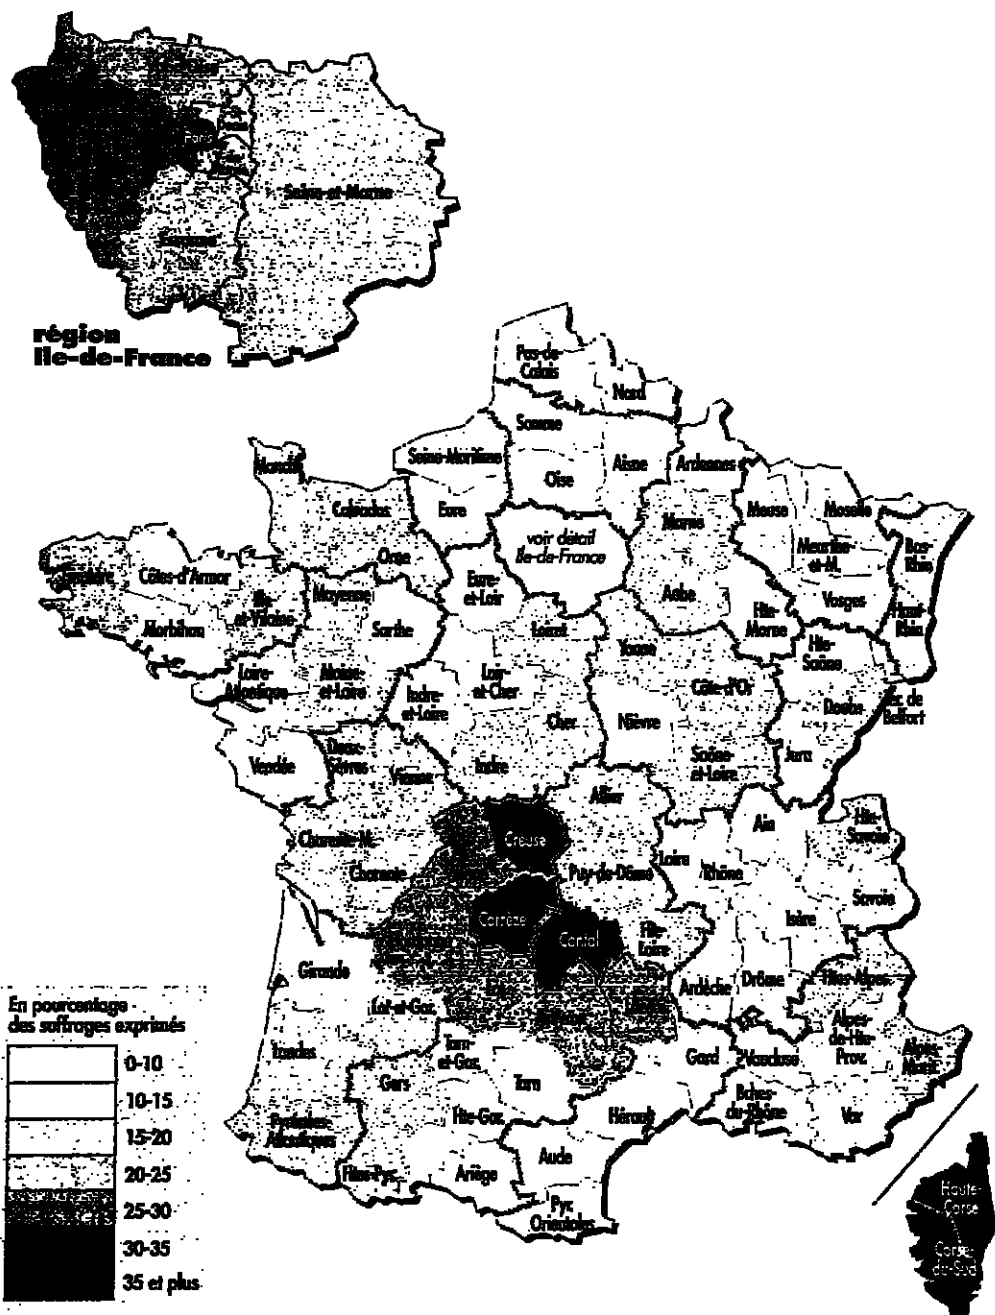 Paris
Seine-et-Marne
Essonne
région
Ile-de-France
Pas-de-
Calais
Nord
Somme
Seine-Maritime
Oise
Aisne
Ardennes
Manche
Calvados
Eure
voir détail
Ile-de-France
Marne
Meuse
Moselle
Meurthe-
et-M.
Bas-
Rhin
Orne
Finistère
Côtes-d'Armor
Ille-
et-Vilaine
Mayenne
Eure-
et-Loir
Aube
Hte-
Marne
Vosges
Haut-
Rhin
Morbihan
Sarthe
Loiret
Yonne
Hte-
Saône
Loire-
Atlantique
Maine-
et-Loire
Indre-
et-Loire
Loir-
et-Cher
Côte-d'Or
Doubs
Ter. de
Belfort
Cher
Nièvre
Vendée
Deux-
Sèvres
Vienne
Indre
Saône-
et-Loire
Jura
Allier
Ain
Hte-
Savoie
Charente-M.
Creuse
Charente
Puy-de-Dôme
Loire
Rhône
Savoie
Corrèze
Cantal
Hte-
Loire
Isère
Gironde
Ardèche
Drôme
Htes-Alpes
Lot-et-Gar.
Landes
Tarn-
et-Gar.
Gers
Tarn
Gard
Vaucluse
Alpes-
de-Hte-
Prov.
Alpes-
Marit.
Pyrénées-
Atlantiques
Hte-Gar.
Hérault
Bches-
du-Rhône
Var
Htes-Pyr.
Ariège
Aude
Pyr.
Orientales
Haute-
Corse
Corse-
du-Sud
En pourcentage
des suffrages exprimés
0-10
10-15
15-20
20-25
25-30
30-35
35 et plus